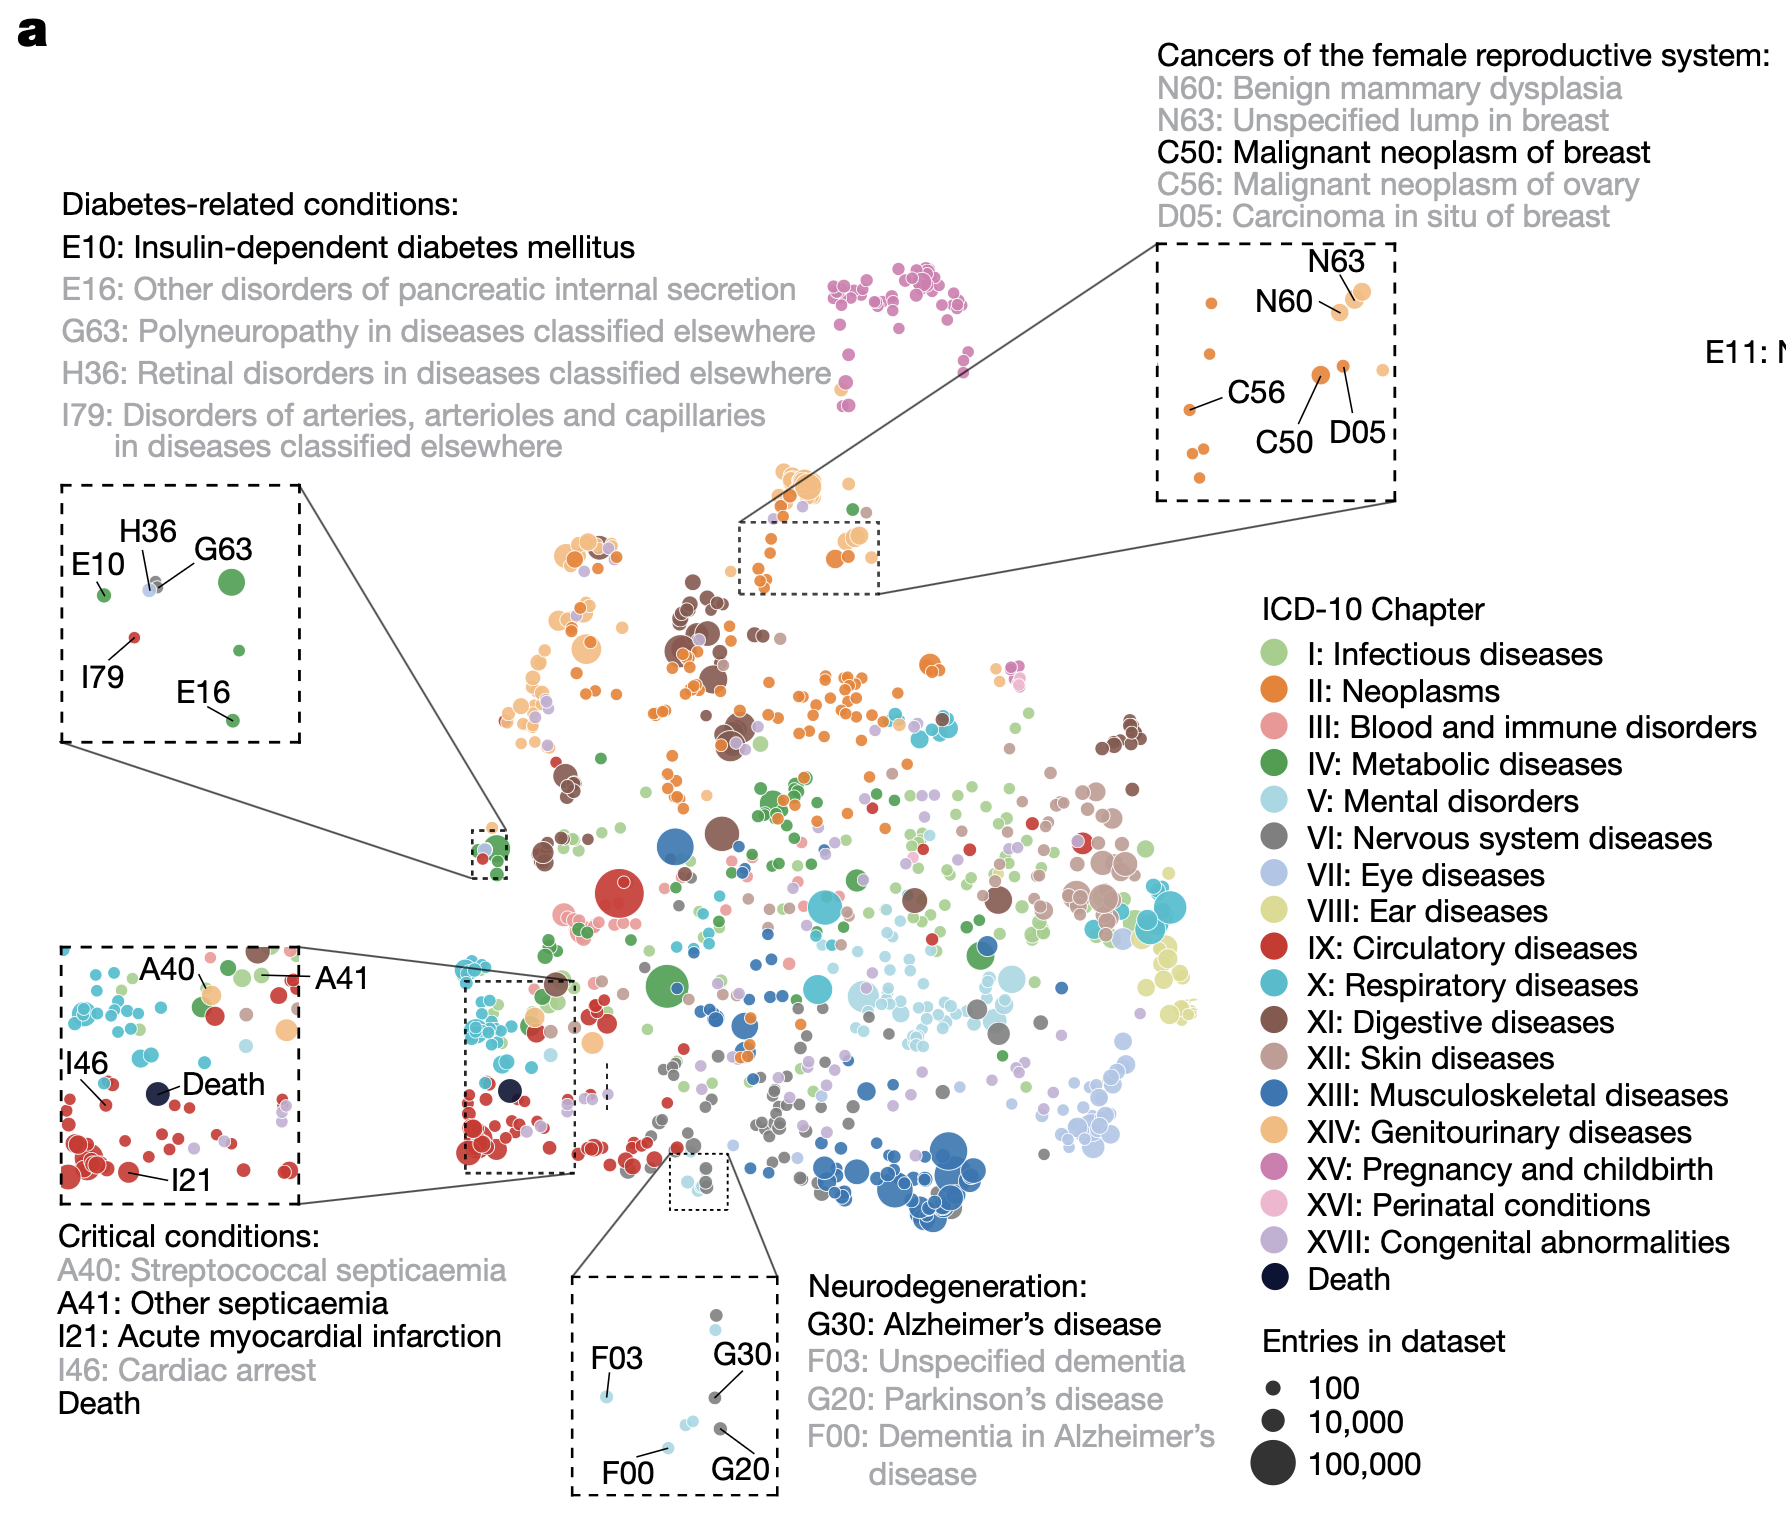 a
Cancers of the female reproductive system:
N60: Benign mammary dysplasia
N63: Unspecified lump in breast
C50: Malignant neoplasm of breast
C56: Malignant neoplasm of ovary
D05: Carcinoma in situ of breast
N63
N60
C56
C50
D05
E11:
Diabetes-related conditions:
E10: Insulin-dependent diabetes mellitus
E16: Other disorders of pancreatic internal secretion
G63: Polyneuropathy in diseases classified elsewhere
H36: Retinal disorders in diseases classified elsewhere
I79: Disorders of arteries, arterioles and capillaries
in diseases classified elsewhere
H36
G63
E10
I79
E16
ICD-10 Chapter
I: Infectious diseases
II: Neoplasms
III: Blood and immune disorders
IV: Metabolic diseases
V: Mental disorders
VI: Nervous system diseases
VII: Eye diseases
VIII: Ear diseases
IX: Circulatory diseases
X: Respiratory diseases
XI: Digestive diseases
XII: Skin diseases
XIII: Musculoskeletal diseases
XIV: Genitourinary diseases
XV: Pregnancy and childbirth
XVI: Perinatal conditions
XVII: Congenital abnormalities
Death
Entries in dataset
100
10,000
100,000
A40
A41
I46
Death
I21
Critical conditions:
A40: Streptococcal septicaemia
A41: Other septicaemia
I21: Acute myocardial infarction
I46: Cardiac arrest
Death
F03
G30
F00
G20
Neurodegeneration:
G30: Alzheimer's disease
F03: Unspecified dementia
G20: Parkinson's disease
F00: Dementia in Alzheimer's
disease